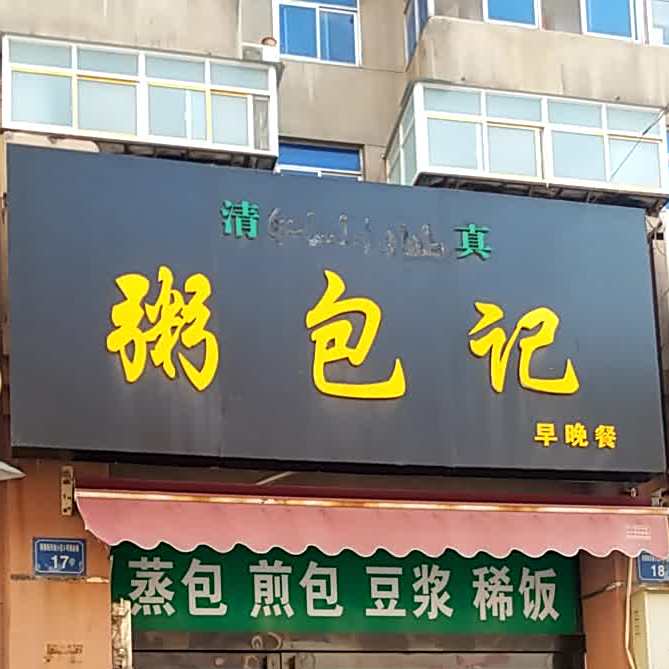 清 真
粥包记
早晚餐
17
蒸包 煎包 豆浆 稀饭
18